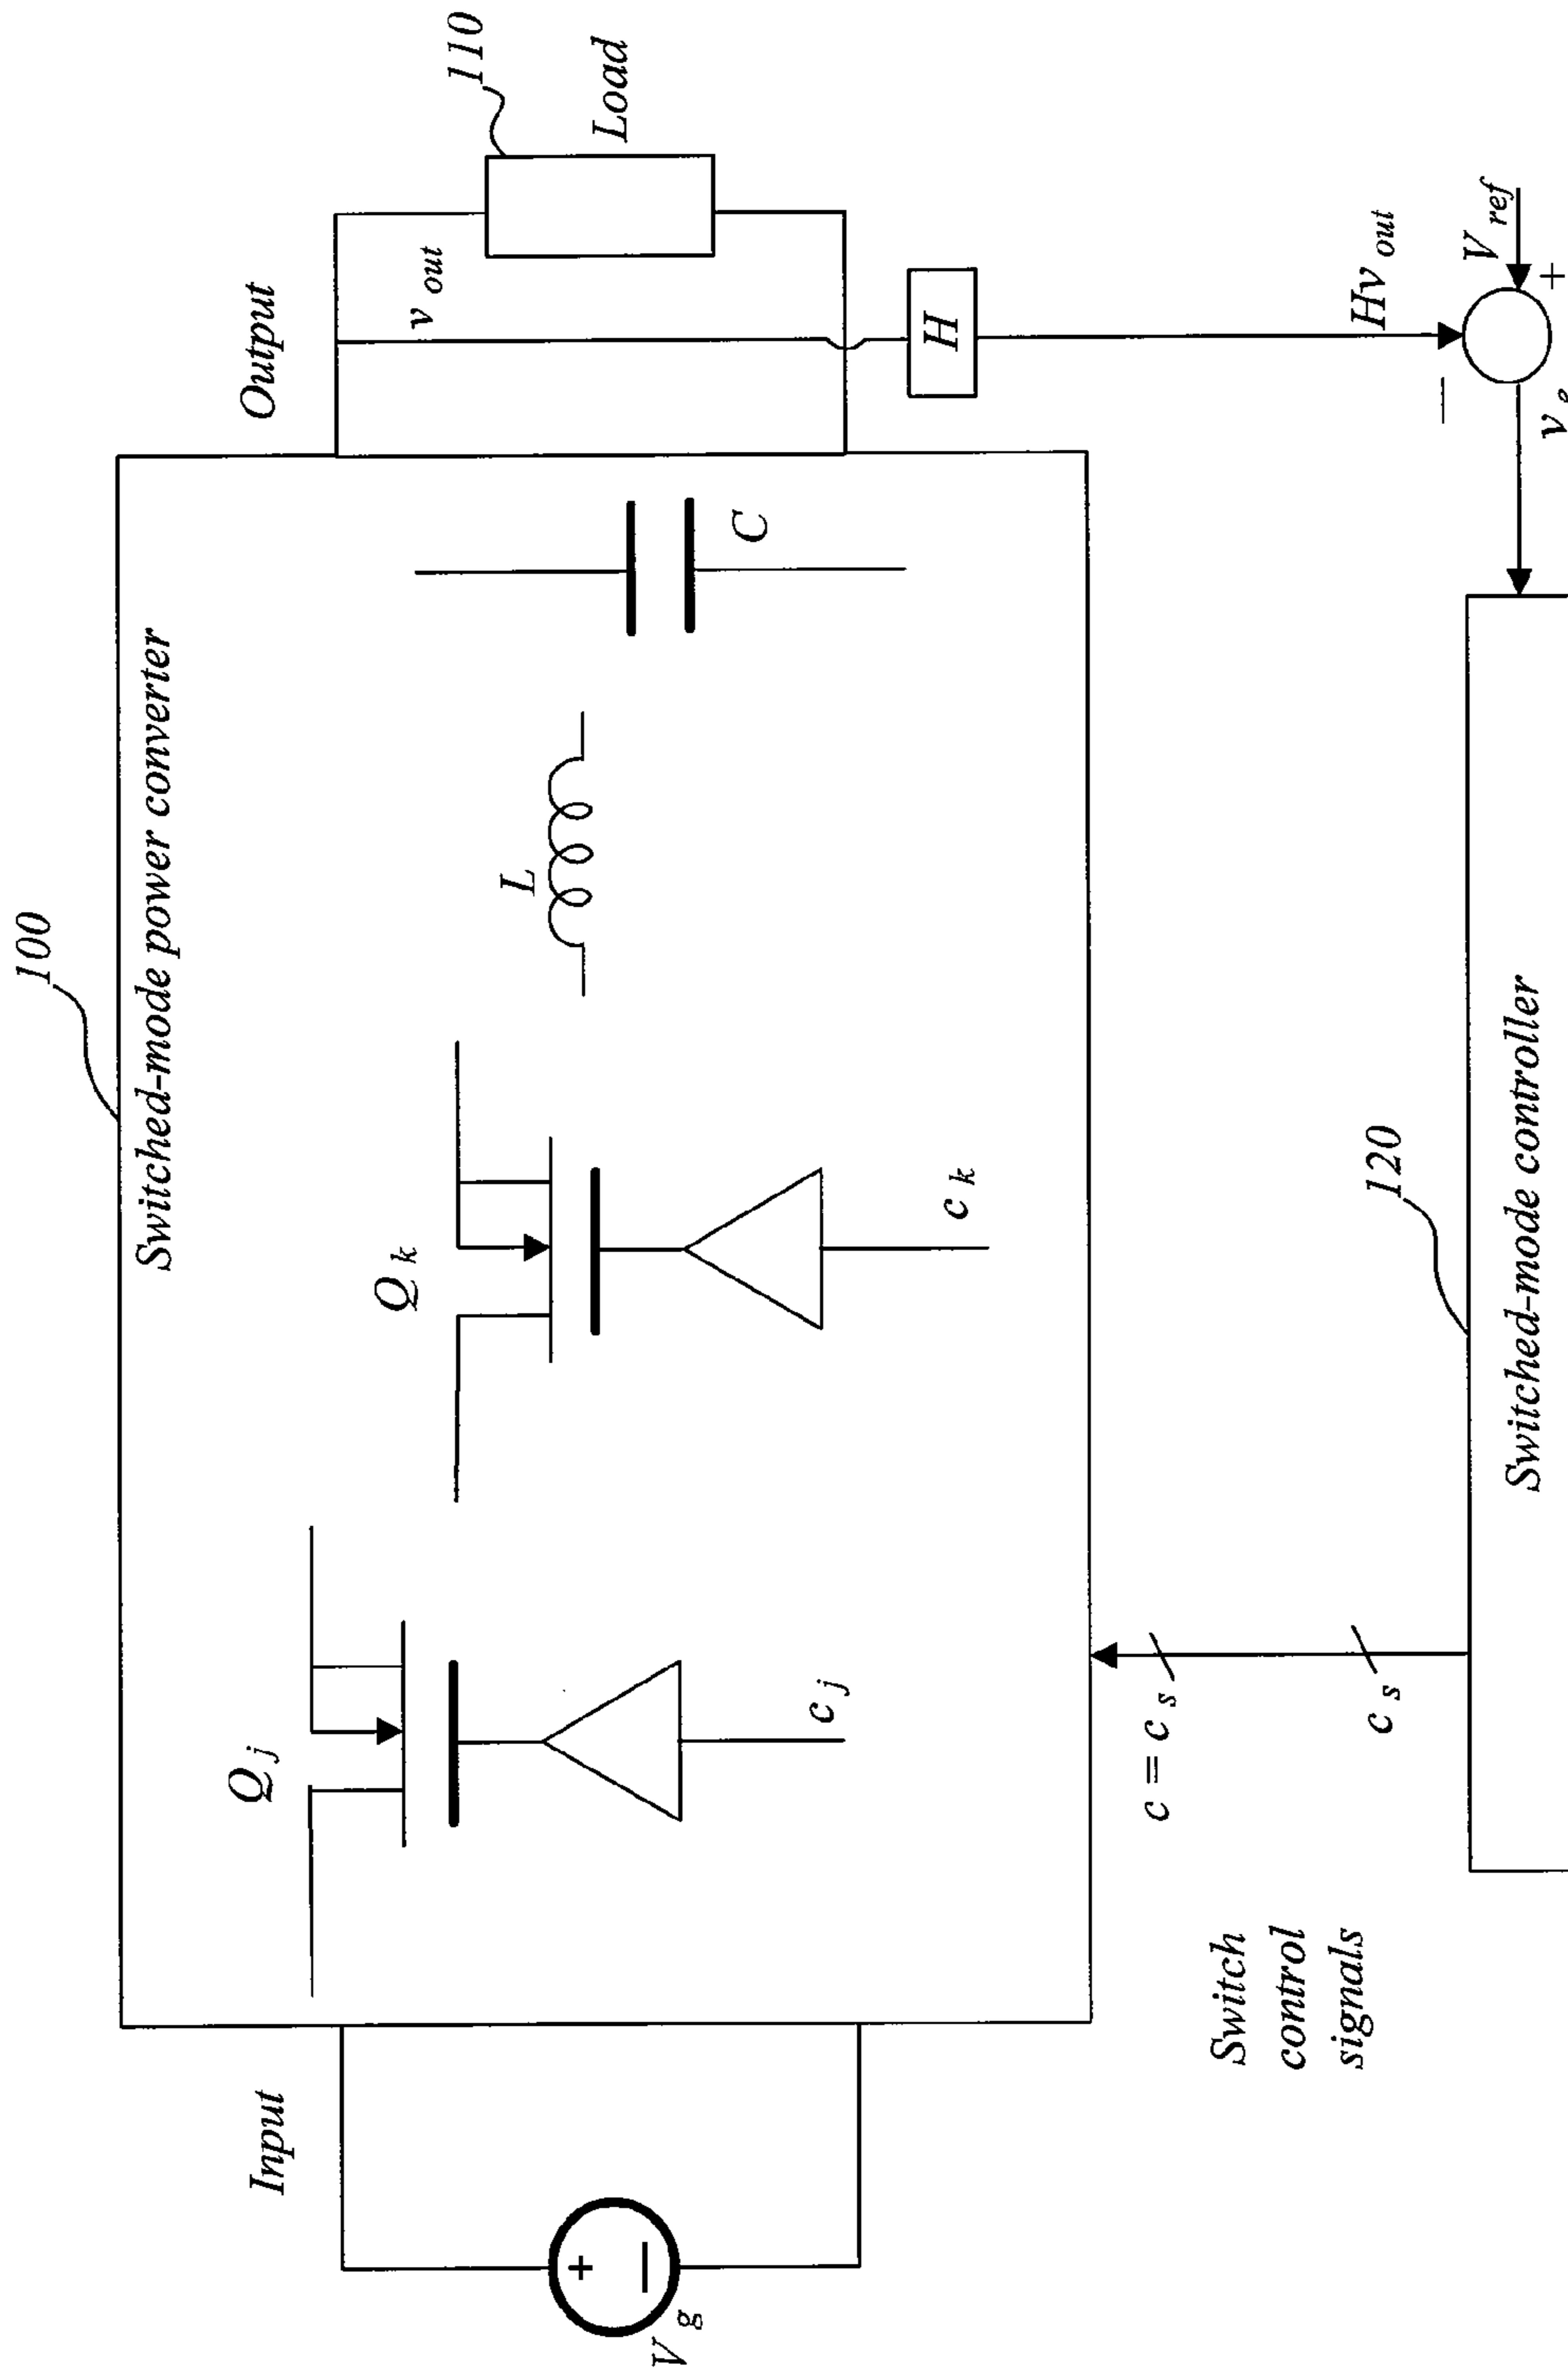 100
Switched-mode power converter
Input
Output
110
Load
V g
+
−
Q j
c j
Q k
c k
L
C
v out
H
Hv out
Switch
control
signals
c = c s
c s
120
Switched-mode controller
−
V ref
+
v e